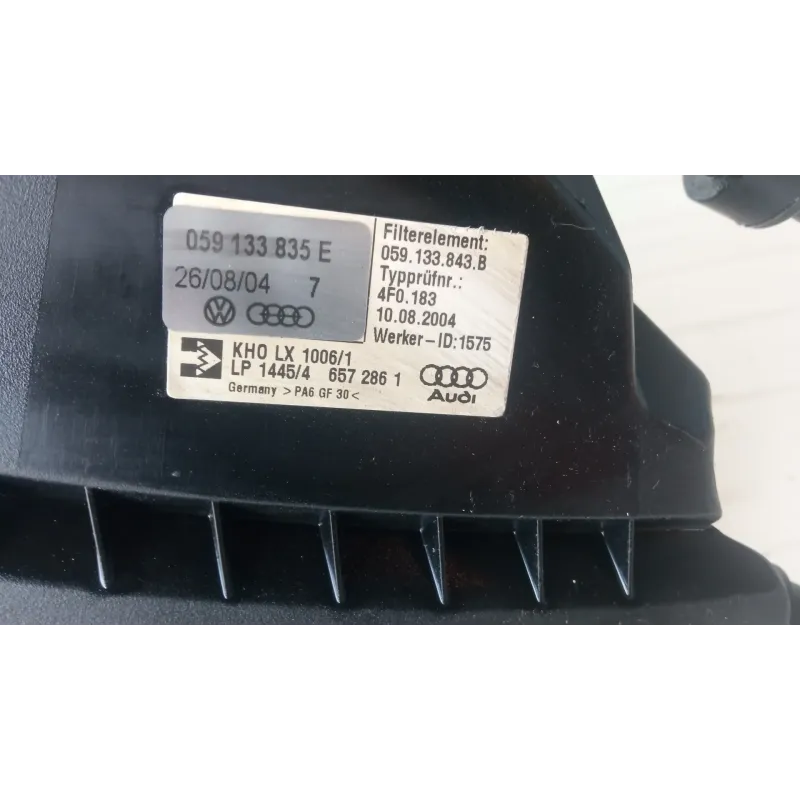 059 133 835 E
26/08/04 7
Filterelement:
059.133.843.B
Typprüfnr.:
4F0.183
10.08.2004
Werker-ID:1575
KHO LX 1006/1
LP 1445/4 657 286 1
Germany >PA6 GF 30<
Audi